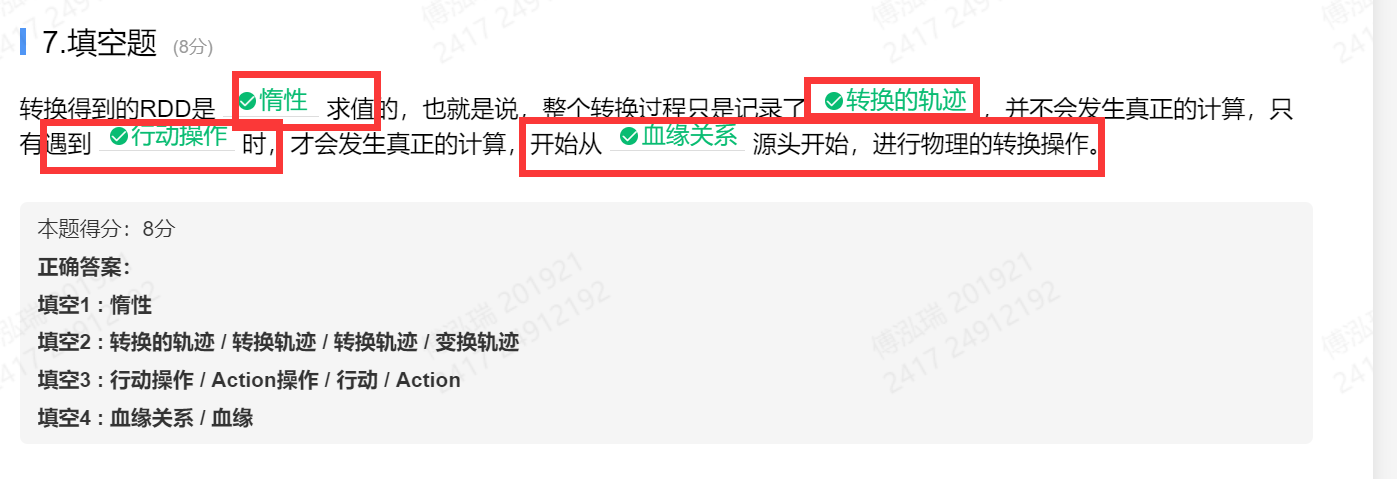 7.填空题 (8分)
转换得到的RDD是 惰性 求值的，也就是说，整个转换过程只是记录了 转换的轨迹 ，并不会发生真正的计算，只
有遇到 行动操作 时，才会发生真正的计算，开始从 血缘关系 源头开始，进行物理的转换操作。
本题得分：8分
正确答案：
填空1 : 惰性
填空2 : 转换的轨迹 / 转换轨迹 / 转换轨迹 / 变换轨迹
填空3 : 行动操作 / Action操作 / 行动 / Action
填空4 : 血缘关系 / 血缘
傅泓瑞 201921
2417 24912192
傅泓瑞 201921
2417 24912192